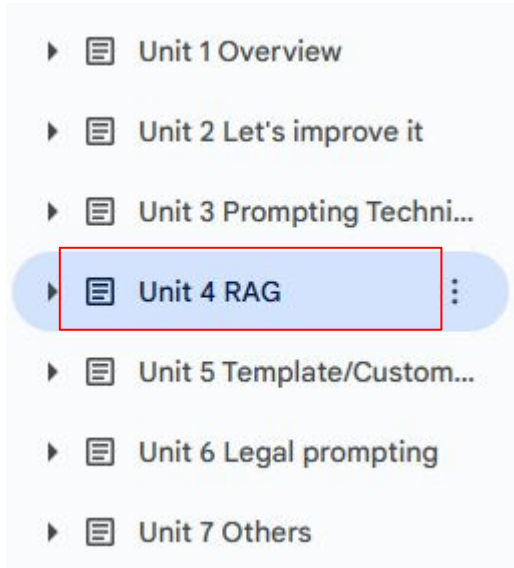 Unit 1 Overview
Unit 2 Let's improve it
Unit 3 Prompting Techni...
Unit 4 RAG
Unit 5 Template/Custom...
Unit 6 Legal prompting
Unit 7 Others